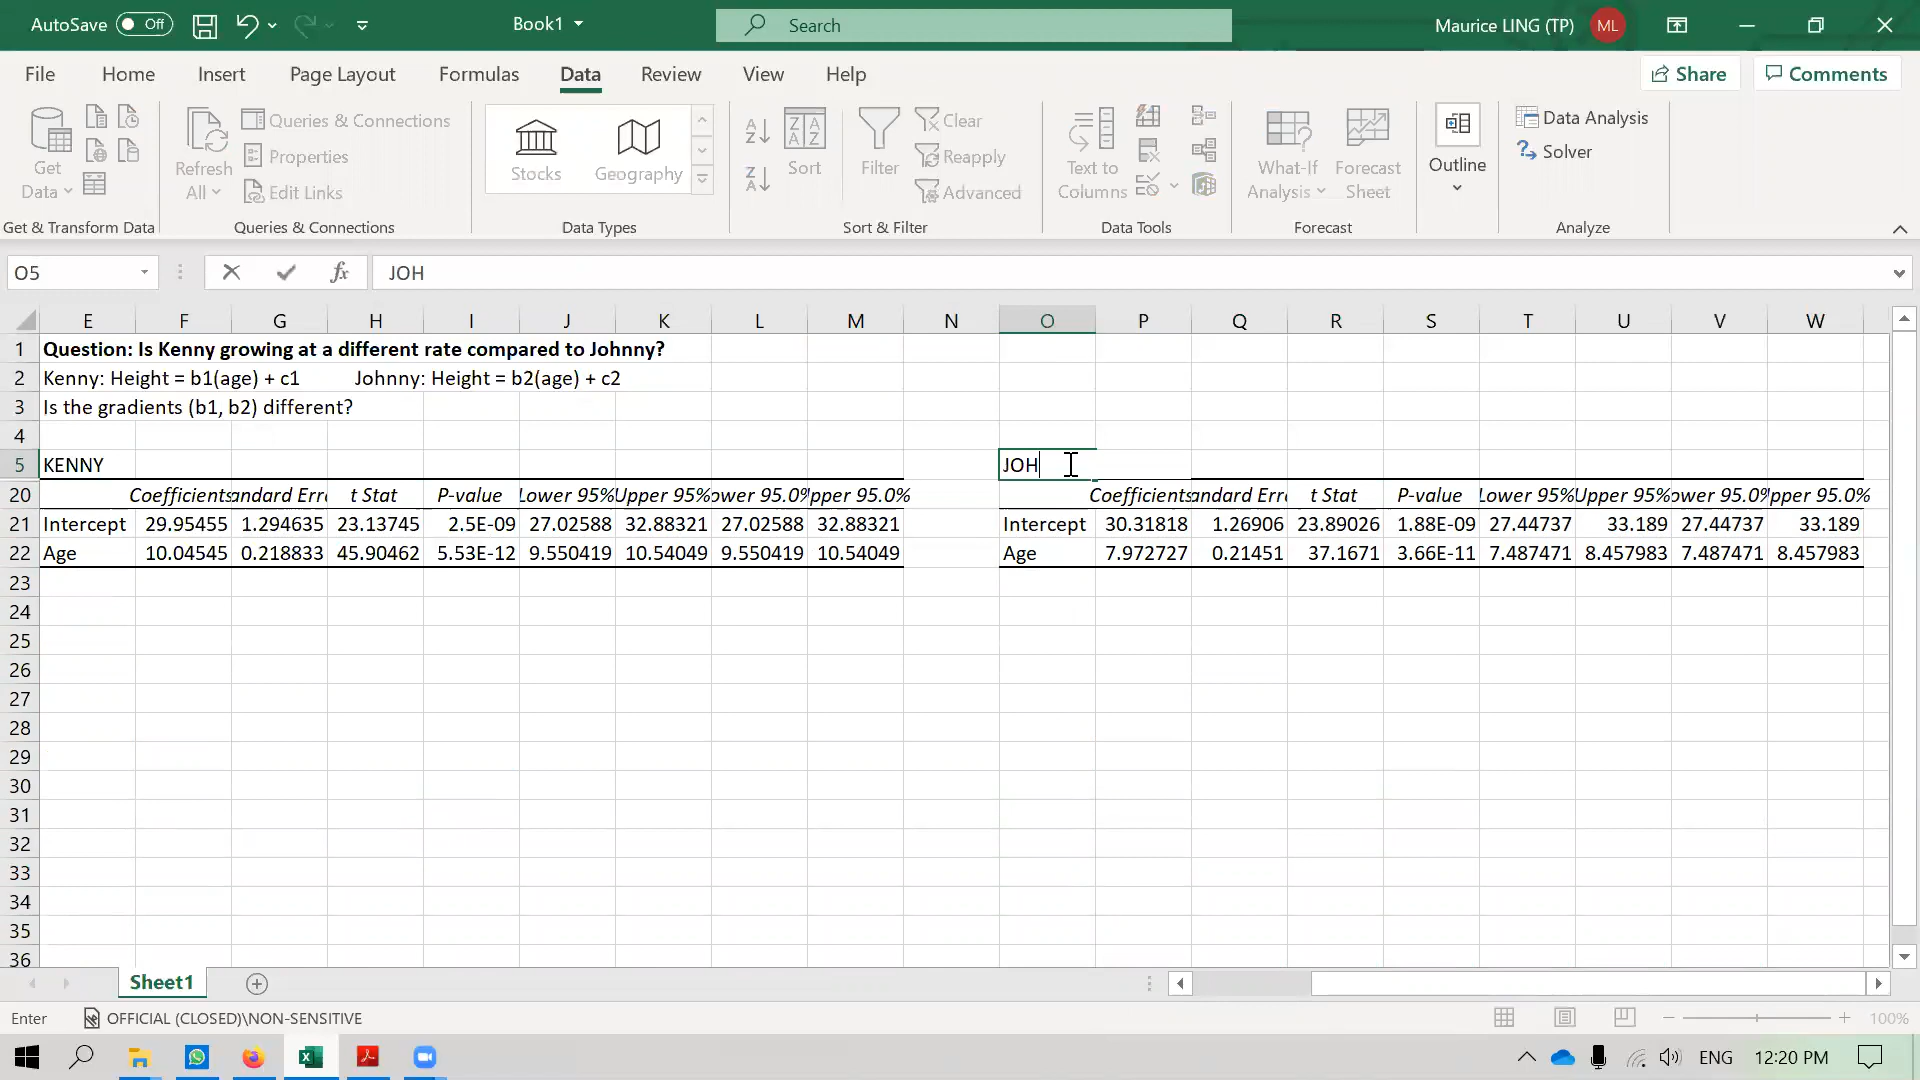 AutoSave Off Book1 Search Maurice LING (TP) ML
File Home Insert Page Layout Formulas Data Review View Help Share Comments
Get Data
Refresh All
Queries & Connections
Properties
Edit Links
Stocks
Geography
Sort
Filter
Clear
Reapply
Advanced
Text to Columns
What-If Analysis
Forecast Sheet
Outline
Data Analysis
Solver
Get & Transform Data Queries & Connections Data Types Sort & Filter Data Tools Forecast Analyze
O5 fx JOH
E F G H I J K L M N O P Q R S T U V W
1 Question: Is Kenny growing at a different rate compared to Johnny?
2 Kenny: Height = b1(age) + c1 Johnny: Height = b2(age) + c2
3 Is the gradients (b1, b2) different?
4
5 KENNY JOH
20 Coefficients andard Erro t Stat P-value Lower 95% Upper 95% ower 95.0% pper 95.0% Coefficients andard Erro t Stat P-value Lower 95% Upper 95% ower 95.0% pper 95.0%
21 Intercept 29.95455 1.294635 23.13745 2.5E-09 27.02588 32.88321 27.02588 32.88321 Intercept 30.31818 1.26906 23.89026 1.88E-09 27.44737 33.189 27.44737 33.189
22 Age 10.04545 0.218833 45.90462 5.53E-12 9.550419 10.54049 9.550419 10.54049 Age 7.972727 0.21451 37.1671 3.66E-11 7.487471 8.457983 7.487471 8.457983
23
24
25
26
27
28
29
30
31
32
33
34
35
36
Sheet1
Enter OFFICIAL (CLOSED)\NON-SENSITIVE 100%
ENG 12:20 PM